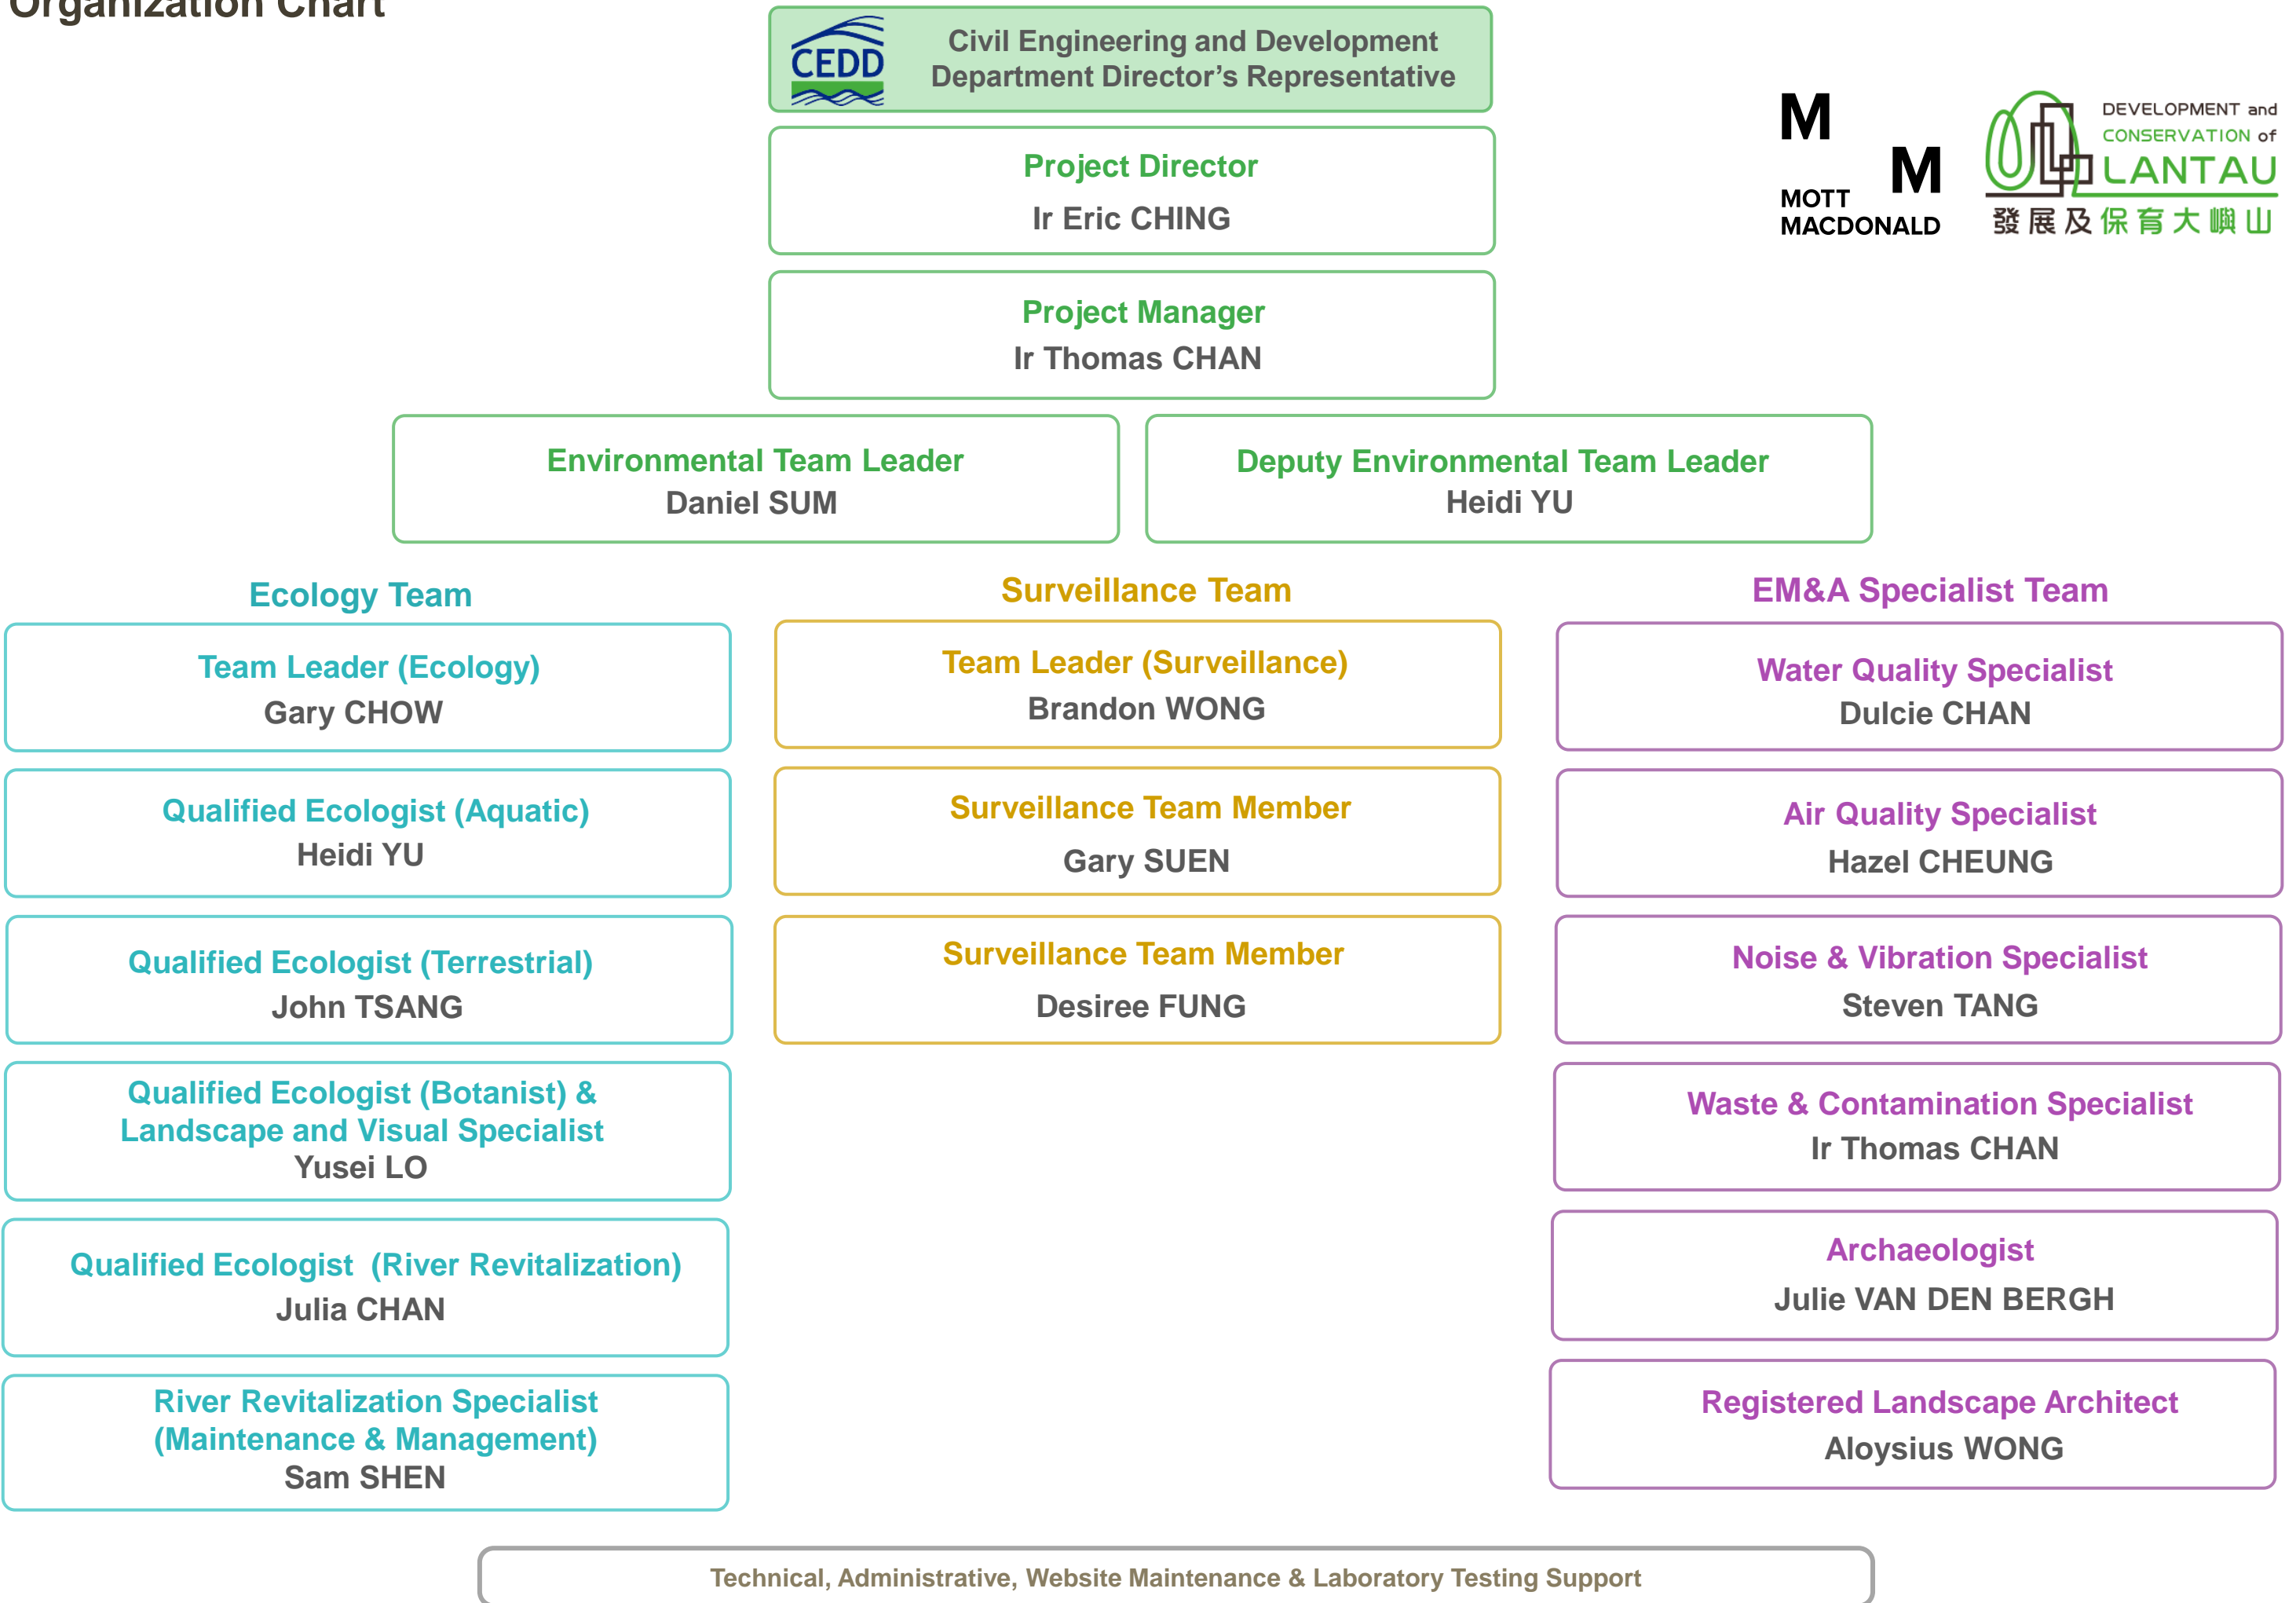 Organization Chart
CEDD
Civil Engineering and Development
Department Director's Representative
M
M
MOTT
MACDONALD
DEVELOPMENT and
CONSERVATION of
LANTAU
發展及保育大嶼山
Project Director
Ir Eric CHING
Project Manager
Ir Thomas CHAN
Environmental Team Leader
Daniel SUM
Deputy Environmental Team Leader
Heidi YU
Ecology Team
Team Leader (Ecology)
Gary CHOW
Qualified Ecologist (Aquatic)
Heidi YU
Qualified Ecologist (Terrestrial)
John TSANG
Qualified Ecologist (Botanist) &
Landscape and Visual Specialist
Yusei LO
Qualified Ecologist (River Revitalization)
Julia CHAN
River Revitalization Specialist
(Maintenance & Management)
Sam SHEN
Surveillance Team
Team Leader (Surveillance)
Brandon WONG
Surveillance Team Member
Gary SUEN
Surveillance Team Member
Desiree FUNG
EM&A Specialist Team
Water Quality Specialist
Dulcie CHAN
Air Quality Specialist
Hazel CHEUNG
Noise & Vibration Specialist
Steven TANG
Waste & Contamination Specialist
Ir Thomas CHAN
Archaeologist
Julie VAN DEN BERGH
Registered Landscape Architect
Aloysius WONG
Technical, Administrative, Website Maintenance & Laboratory Testing Support